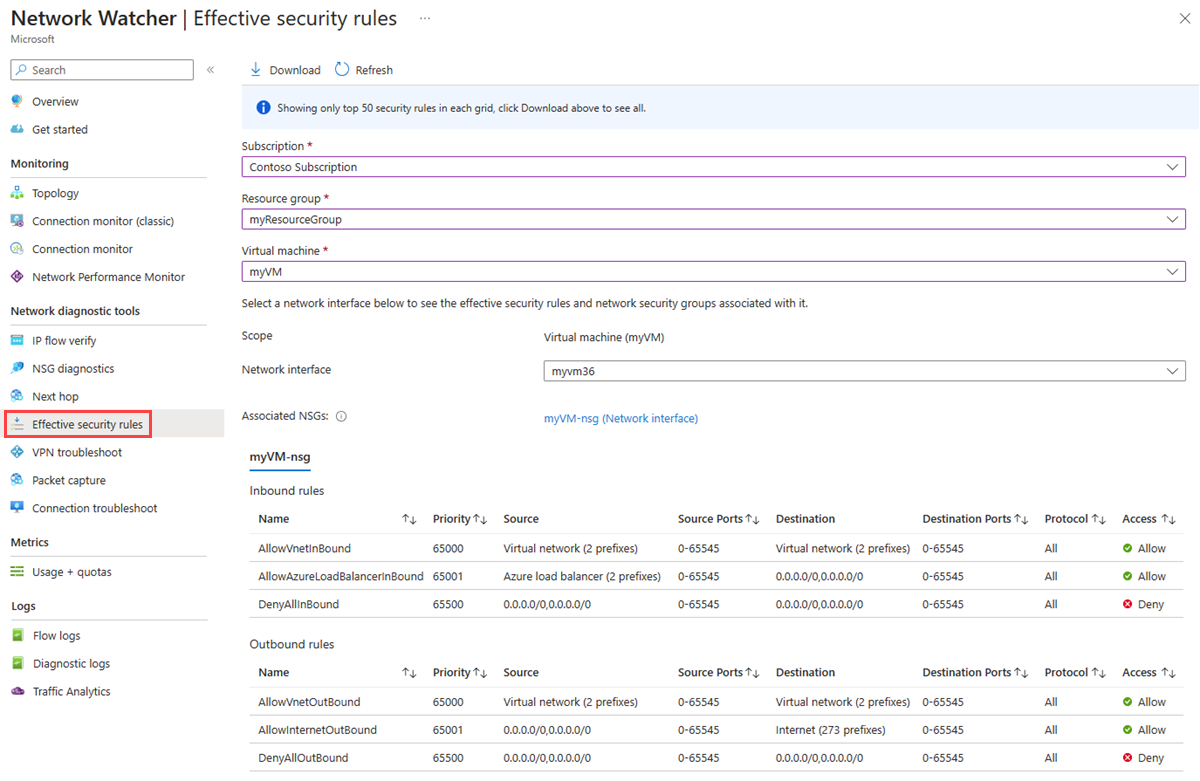 Network Watcher | Effective security rules ...
Microsoft
Search
«
Overview
Get started
Monitoring
Topology
Connection monitor (classic)
Connection monitor
Network Performance Monitor
Network diagnostic tools
IP flow verify
NSG diagnostics
Next hop
Effective security rules
VPN troubleshoot
Packet capture
Connection troubleshoot
Metrics
Usage + quotas
Logs
Flow logs
Diagnostic logs
Traffic Analytics
Download Refresh
Showing only top 50 security rules in each grid, click Download above to see all.
Subscription *
Contoso Subscription
Resource group *
myResourceGroup
Virtual machine *
myVM
Select a network interface below to see the effective security rules and network security groups associated with it.
Scope Virtual machine (myVM)
Network interface myvm36
Associated NSGs: myVM-nsg (Network interface)
myVM-nsg
Inbound rules
Name ↑↓ Priority ↑↓ Source Source Ports ↑↓ Destination Destination Ports ↑↓ Protocol ↑↓ Access ↑↓
AllowVnetInBound 65000 Virtual network (2 prefixes) 0-65545 Virtual network (2 prefixes) 0-65545 All Allow
AllowAzureLoadBalancerInBound 65001 Azure load balancer (2 prefixes) 0-65545 0.0.0.0/0,0.0.0.0/0 0-65545 All Allow
DenyAllInBound 65500 0.0.0.0/0,0.0.0.0/0 0-65545 0.0.0.0/0,0.0.0.0/0 0-65545 All Deny
Outbound rules
Name ↑↓ Priority ↑↓ Source Source Ports ↑↓ Destination Destination Ports ↑↓ Protocol ↑↓ Access ↑↓
AllowVnetOutBound 65000 Virtual network (2 prefixes) 0-65545 Virtual network (2 prefixes) 0-65545 All Allow
AllowInternetOutBound 65001 0.0.0.0/0,0.0.0.0/0 0-65545 Internet (273 prefixes) 0-65545 All Allow
DenyAllOutBound 65500 0.0.0.0/0,0.0.0.0/0 0-65545 0.0.0.0/0,0.0.0.0/0 0-65545 All Deny